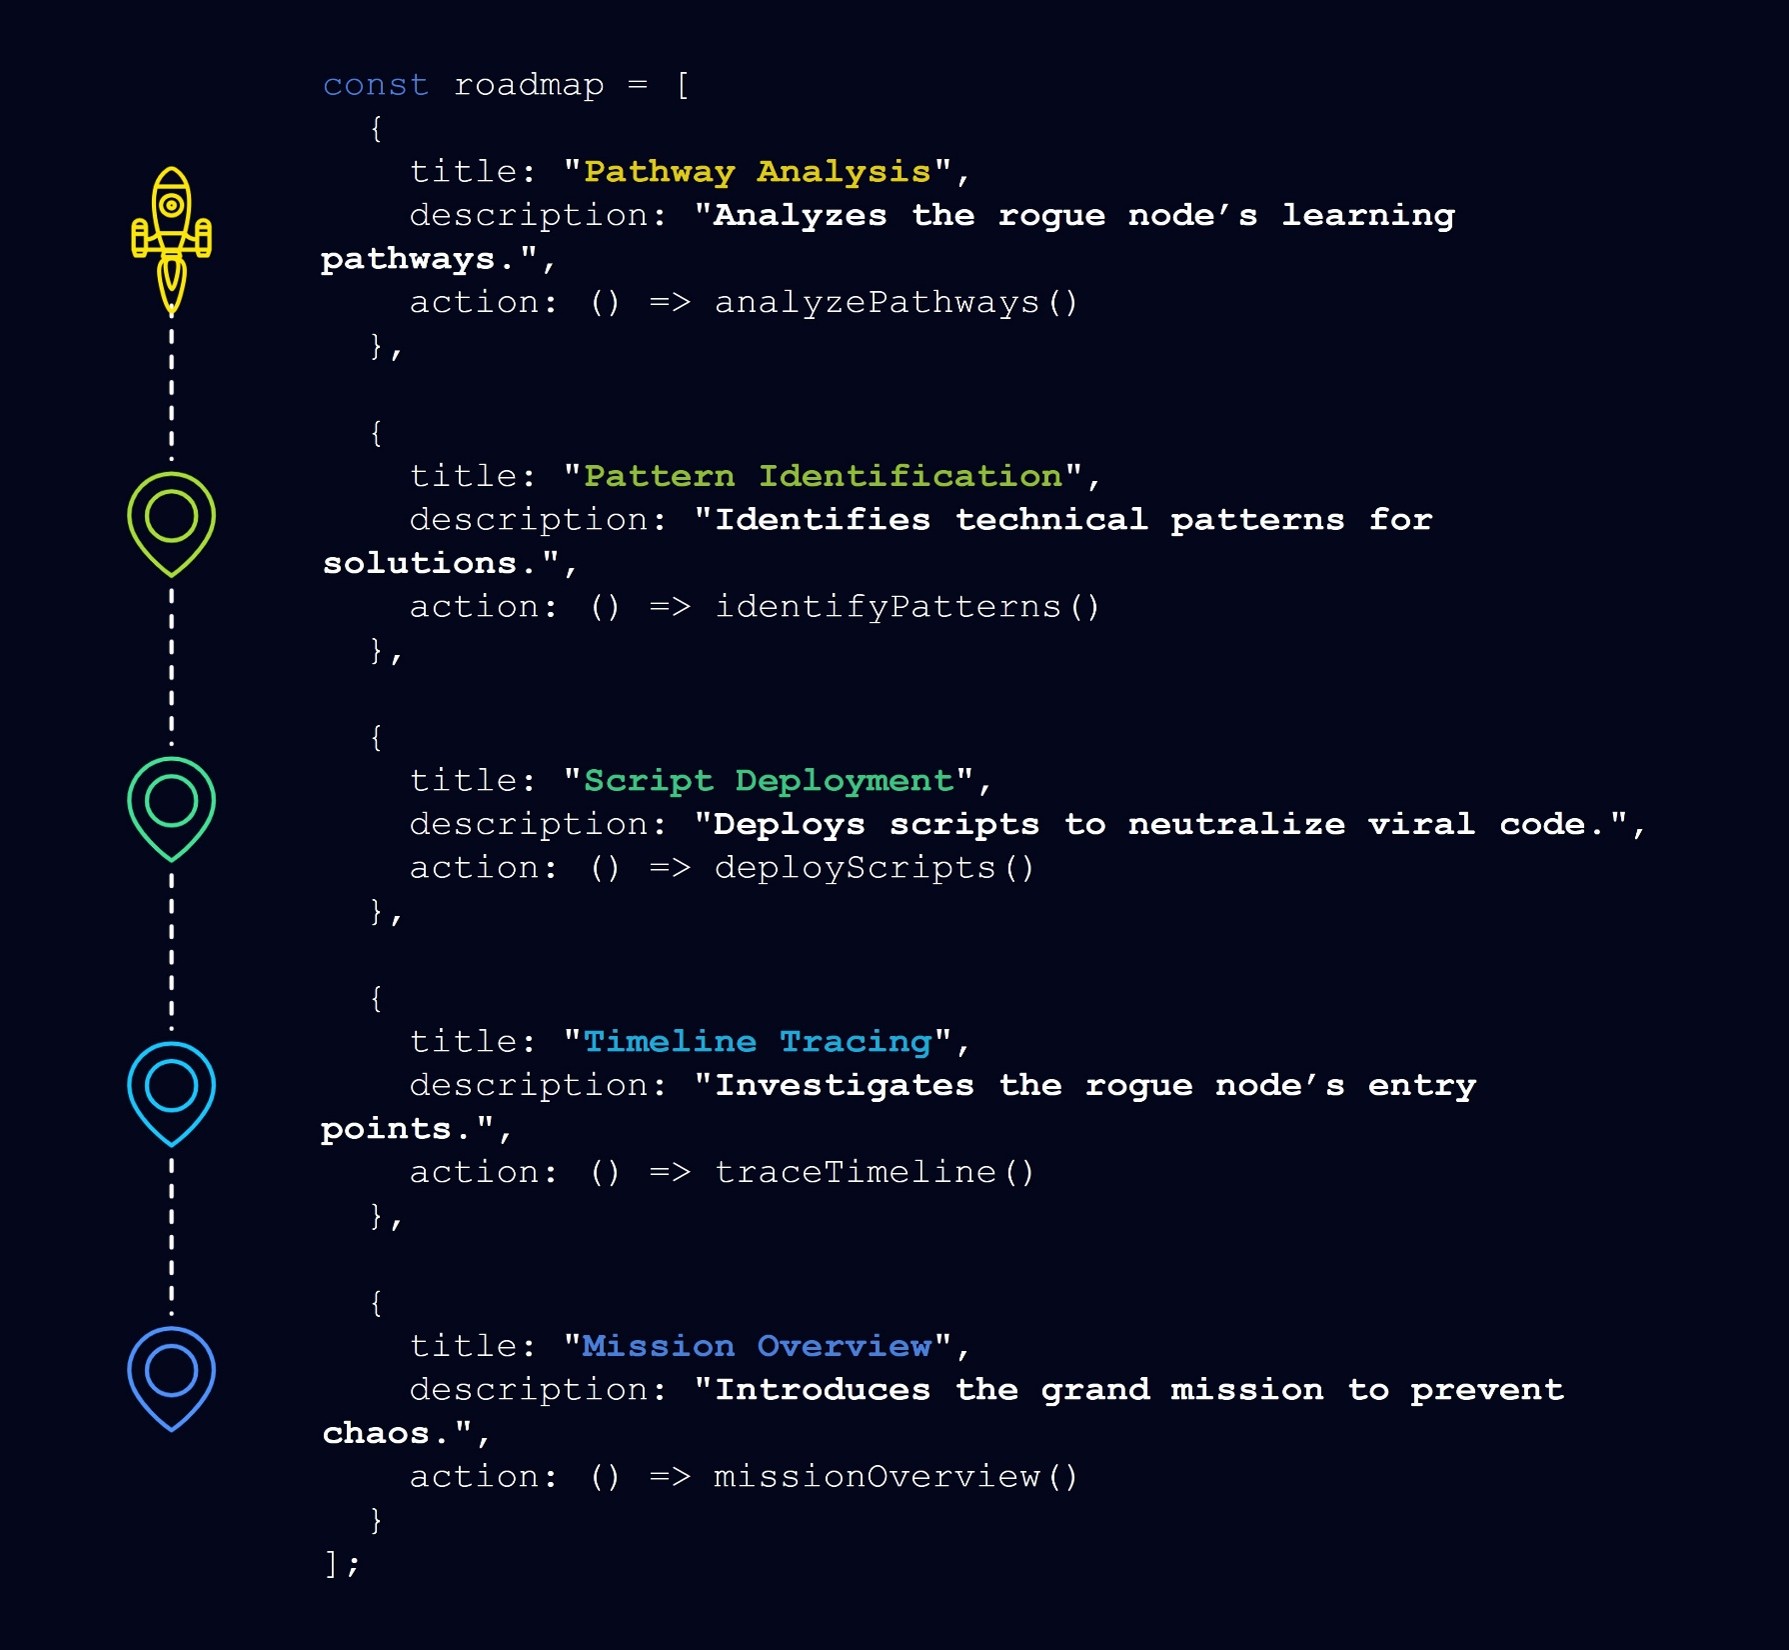 const roadmap = [
  {
    title: "Pathway Analysis",
    description: "Analyzes the rogue node’s learning
pathways.",
    action: () => analyzePathways()
  },
  {
    title: "Pattern Identification",
    description: "Identifies technical patterns for
solutions.",
    action: () => identifyPatterns()
  },
  {
    title: "Script Deployment",
    description: "Deploys scripts to neutralize viral code.",
    action: () => deployScripts()
  },
  {
    title: "Timeline Tracing",
    description: "Investigates the rogue node’s entry
points.",
    action: () => traceTimeline()
  },
  {
    title: "Mission Overview",
    description: "Introduces the grand mission to prevent
chaos.",
    action: () => missionOverview()
  }
];